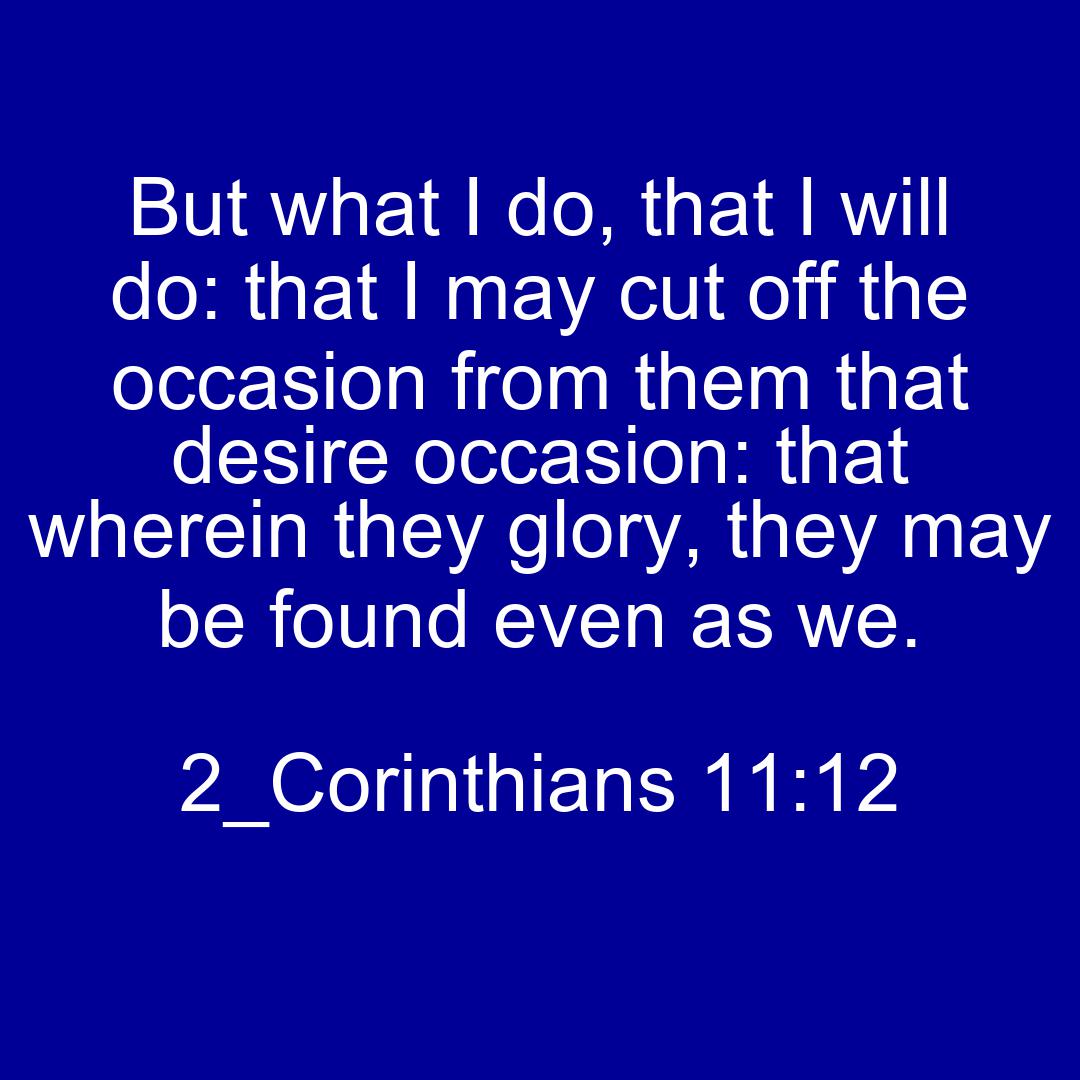 But what I do, that I will
do: that I may cut off the
occasion from them that
desire occasion: that
wherein they glory, they may
be found even as we.
2_Corinthians 11:12